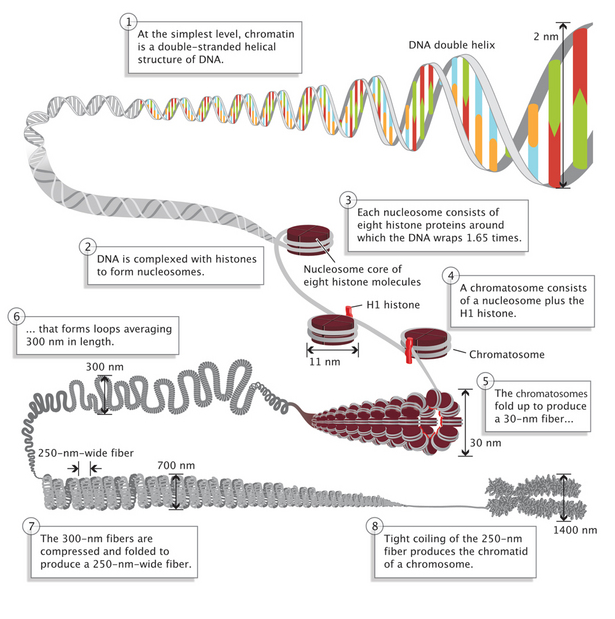 1
At the simplest level, chromatin
is a double-stranded helical
structure of DNA.
DNA double helix
2 nm
3
Each nucleosome consists of
eight histone proteins around
which the DNA wraps 1.65 times.
2
DNA is complexed with histones
to form nucleosomes.
Nucleosome core of
eight histone molecules
4
A chromatosome consists
of a nucleosome plus the
H1 histone.
H1 histone
6
... that forms loops averaging
300 nm in length.
11 nm
Chromatosome
300 nm
5
The chromatosomes
fold up to produce
a 30-nm fiber...
30 nm
250-nm-wide fiber
700 nm
1400 nm
7
The 300-nm fibers are
compressed and folded to
produce a 250-nm-wide fiber.
8
Tight coiling of the 250-nm
fiber produces the chromatid
of a chromosome.